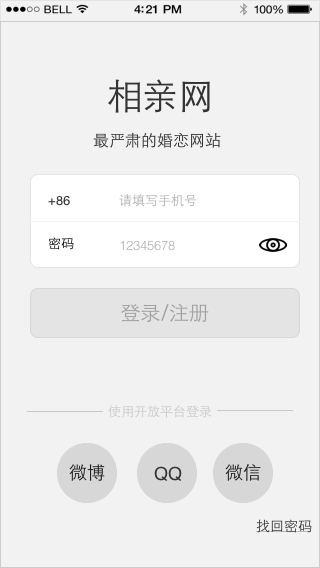 BELL 4:21 PM 100%
相亲网
最严肃的婚恋网站
+86 请填写手机号
密码 12345678
登录/注册
使用开放平台登录
微博 QQ 微信
找回密码